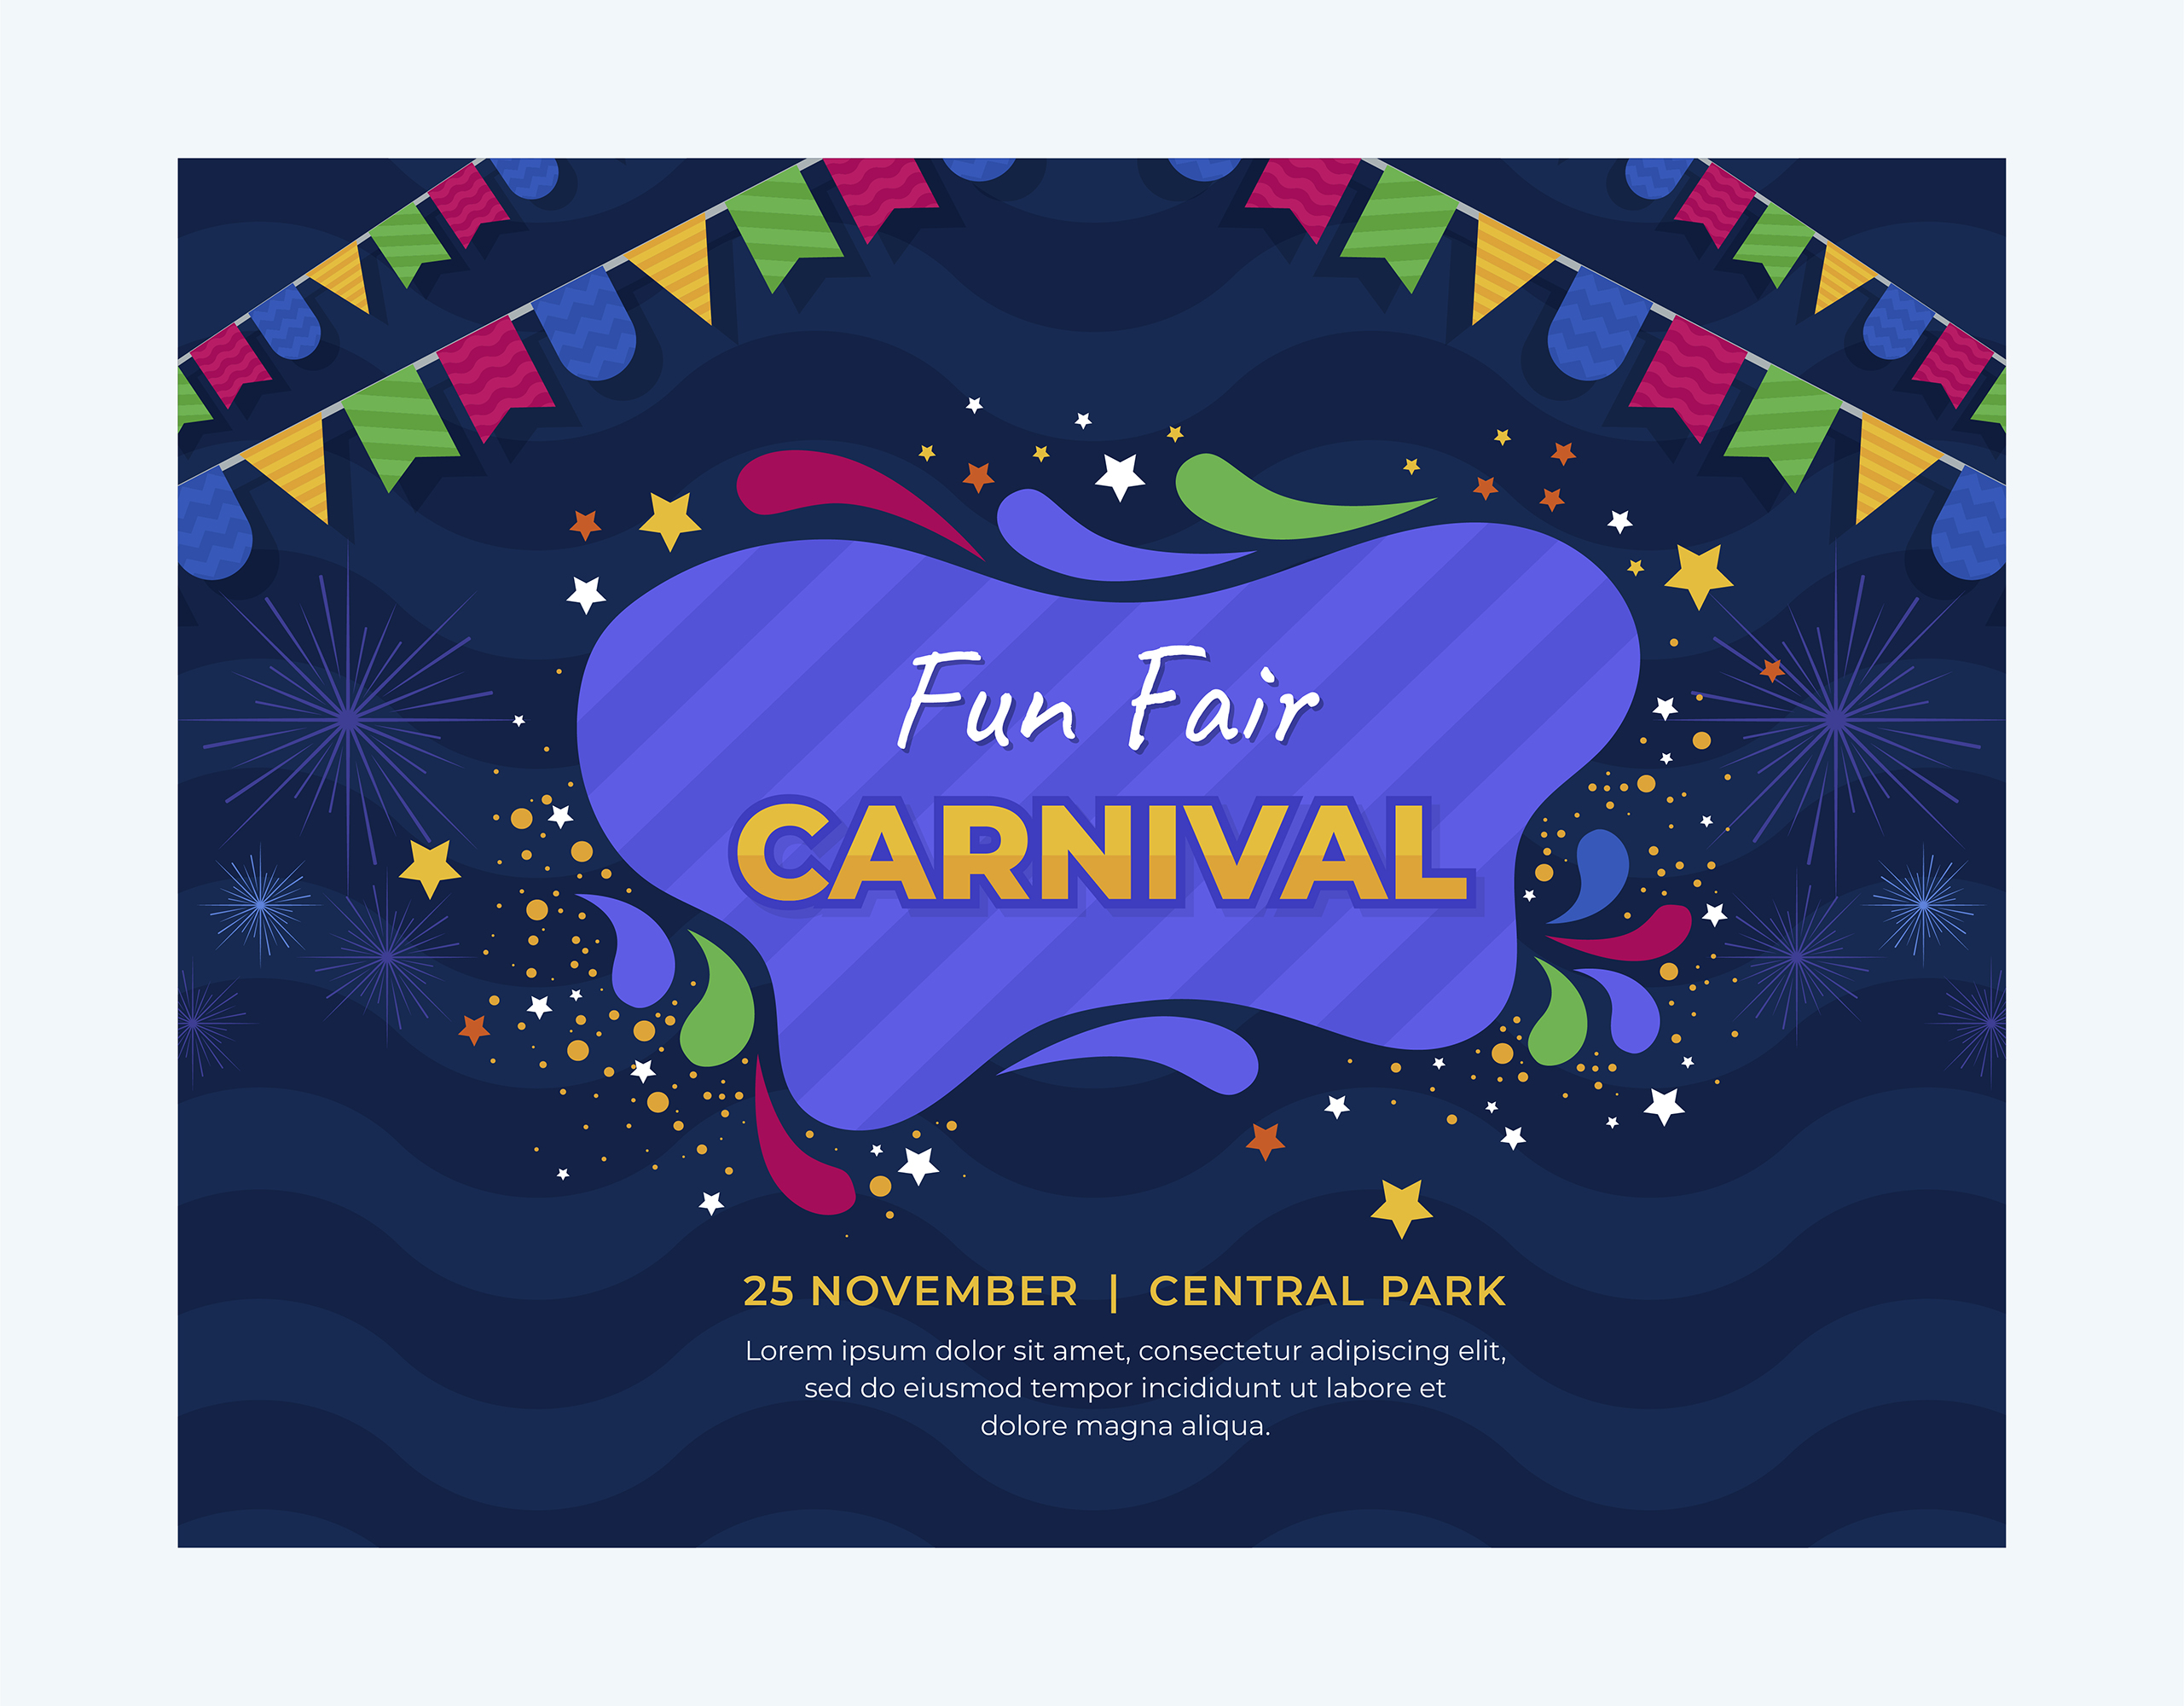 Fun Fair
CARNIVAL
25 NOVEMBER | CENTRAL PARK
Lorem ipsum dolor sit amet, consectetur adipiscing elit,
sed do eiusmod tempor incididunt ut labore et
dolore magna aliqua.